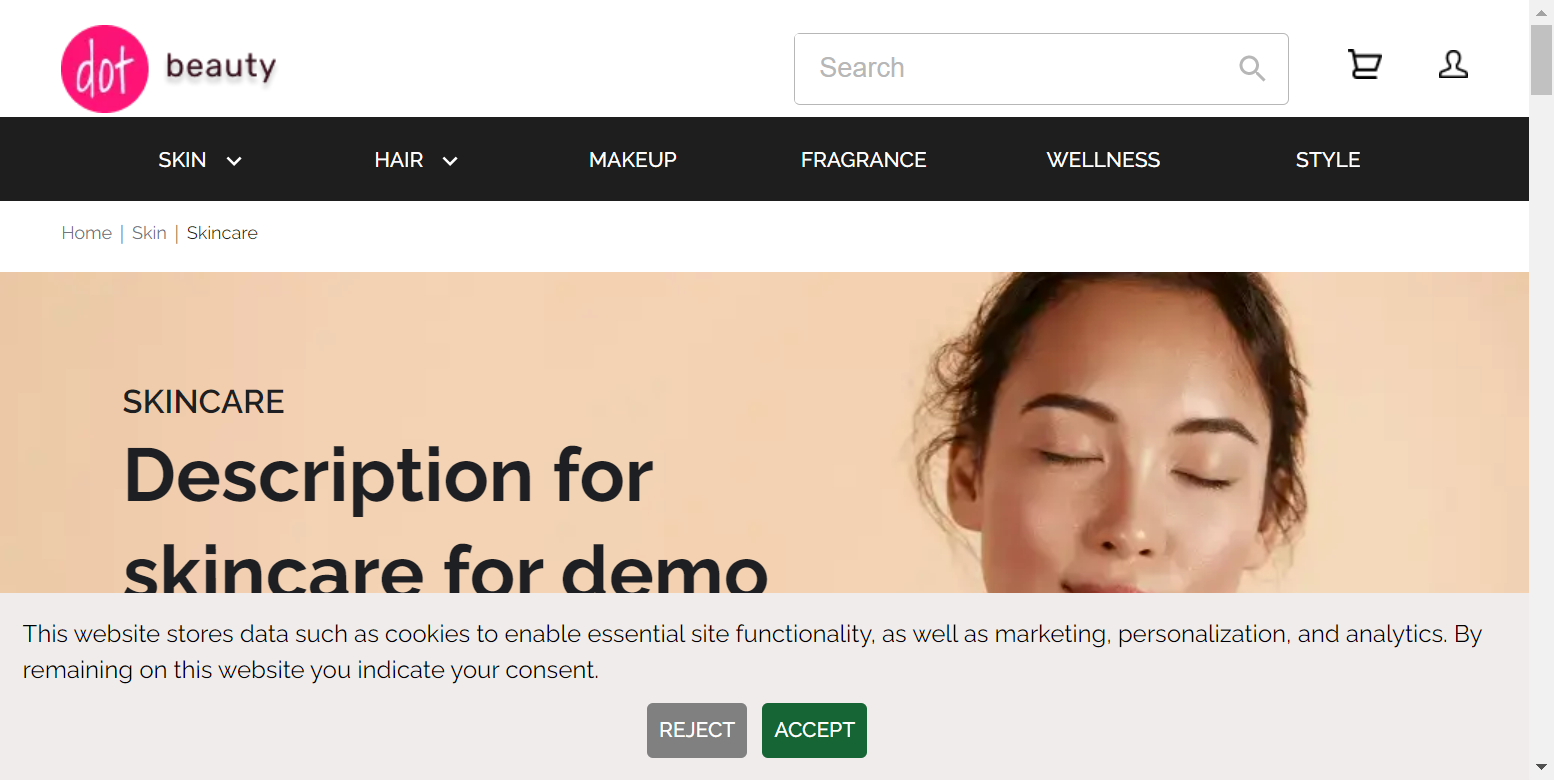 dot beauty
Search
SKIN HAIR MAKEUP FRAGRANCE WELLNESS STYLE
Home | Skin | Skincare
SKINCARE
Description for
skincare for demo
This website stores data such as cookies to enable essential site functionality, as well as marketing, personalization, and analytics. By
remaining on this website you indicate your consent.
REJECT ACCEPT